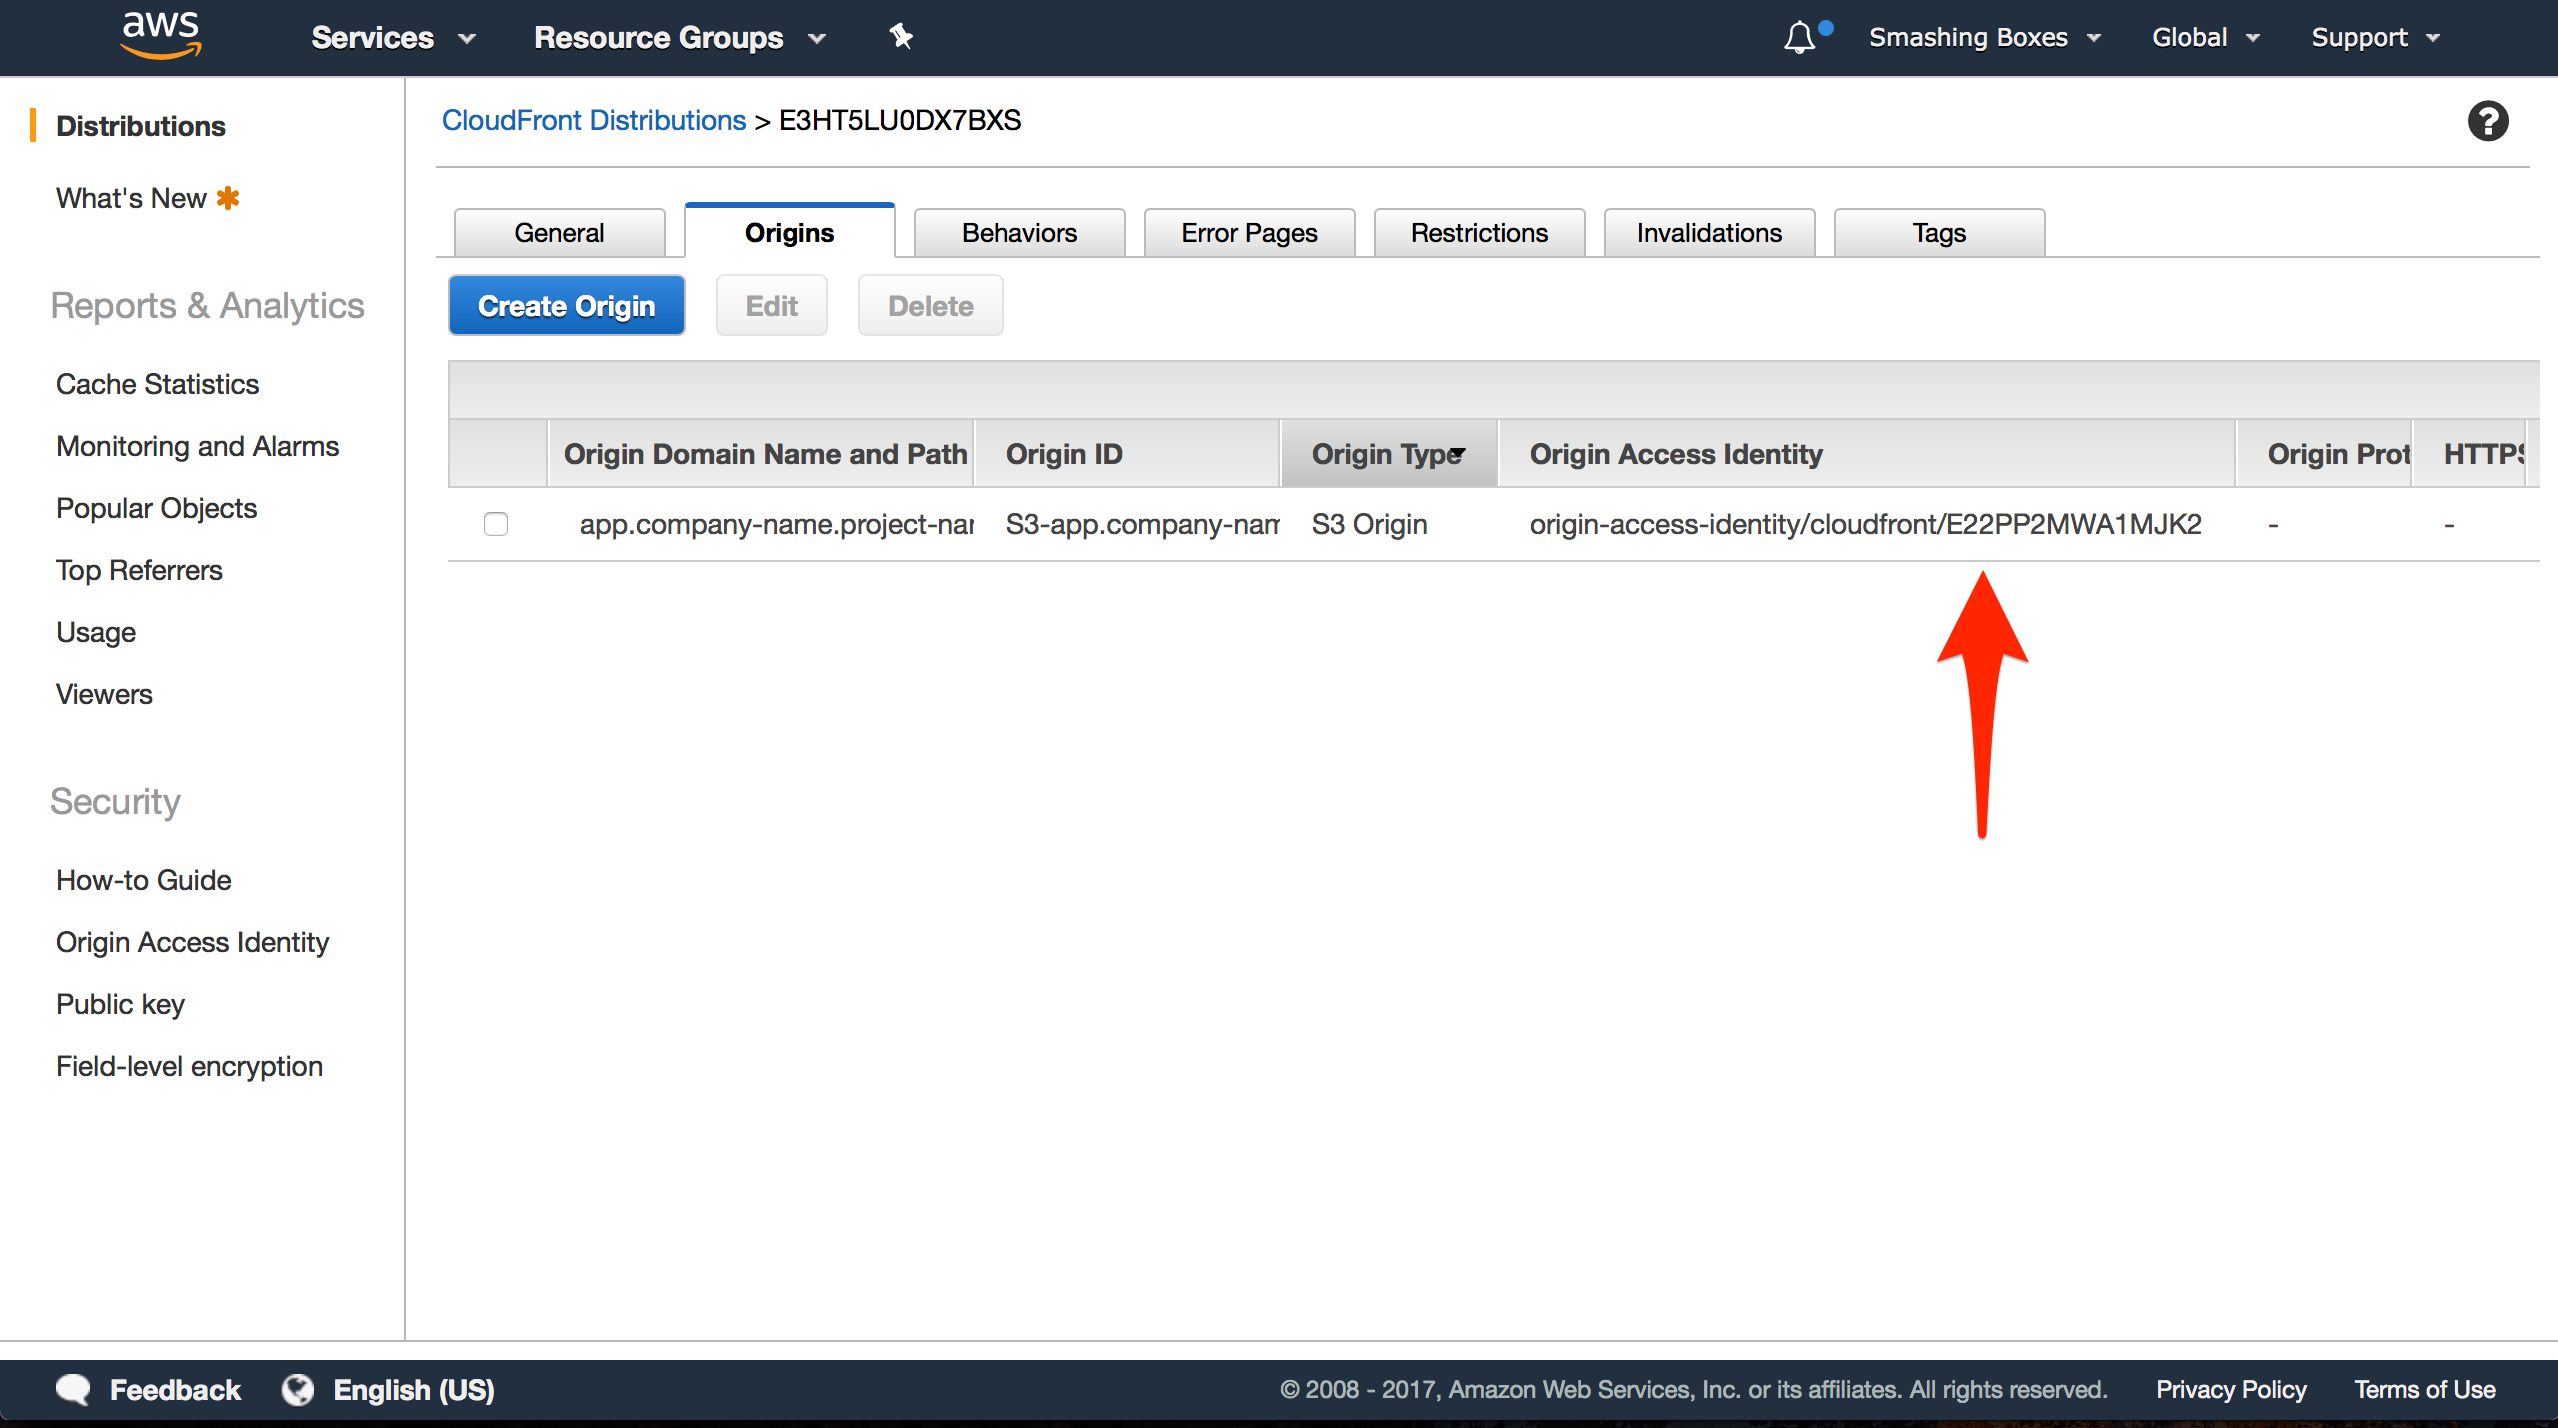 aws Services Resource Groups Smashing Boxes Global Support
Distributions
What's New
Reports & Analytics
Cache Statistics
Monitoring and Alarms
Popular Objects
Top Referrers
Usage
Viewers
Security
How-to Guide
Origin Access Identity
Public key
Field-level encryption
CloudFront Distributions > E3HT5LU0DX7BXS
General Origins Behaviors Error Pages Restrictions Invalidations Tags
Create Origin Edit Delete
Origin Domain Name and Path Origin ID Origin Type Origin Access Identity Origin Prot HTTPS
app.company-name.project-nar S3-app.company-nam S3 Origin origin-access-identity/cloudfront/E22PP2MWA1MJK2 - -
Feedback English (US) © 2008 - 2017, Amazon Web Services, Inc. or its affiliates. All rights reserved. Privacy Policy Terms of Use